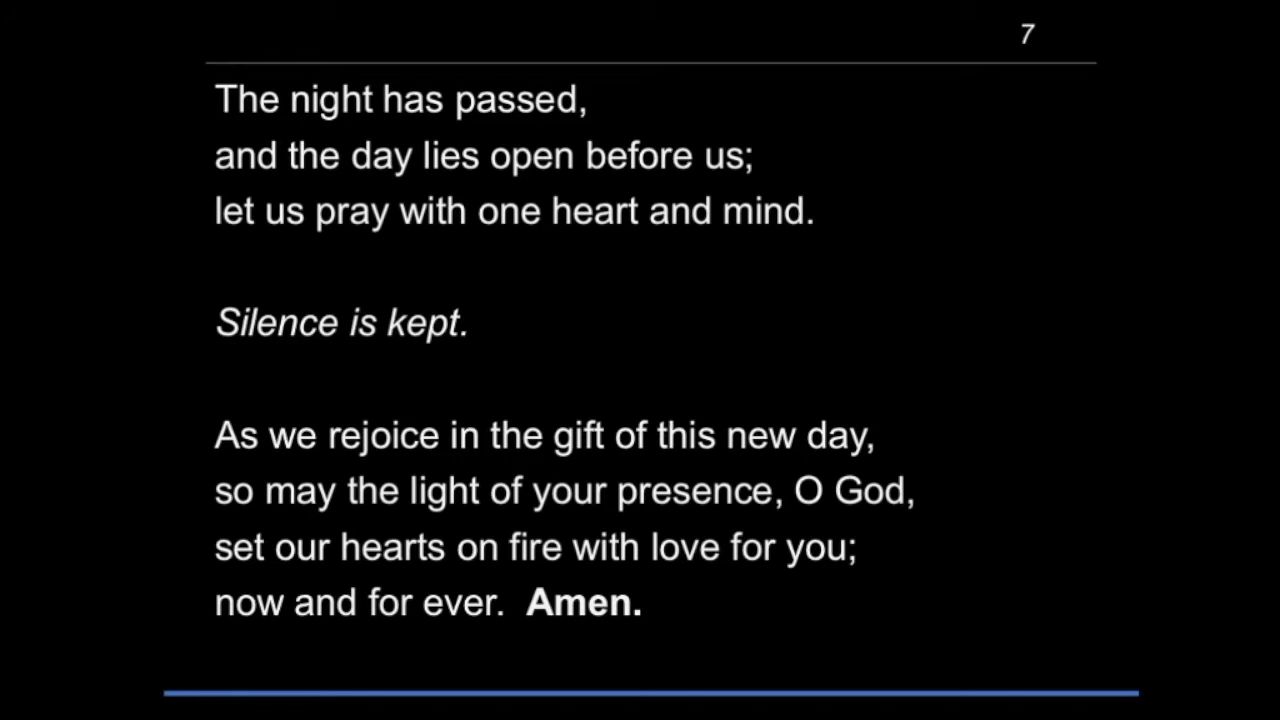 7
The night has passed,
and the day lies open before us;
let us pray with one heart and mind.
Silence is kept.
As we rejoice in the gift of this new day,
so may the light of your presence, O God,
set our hearts on fire with love for you;
now and for ever.  Amen.